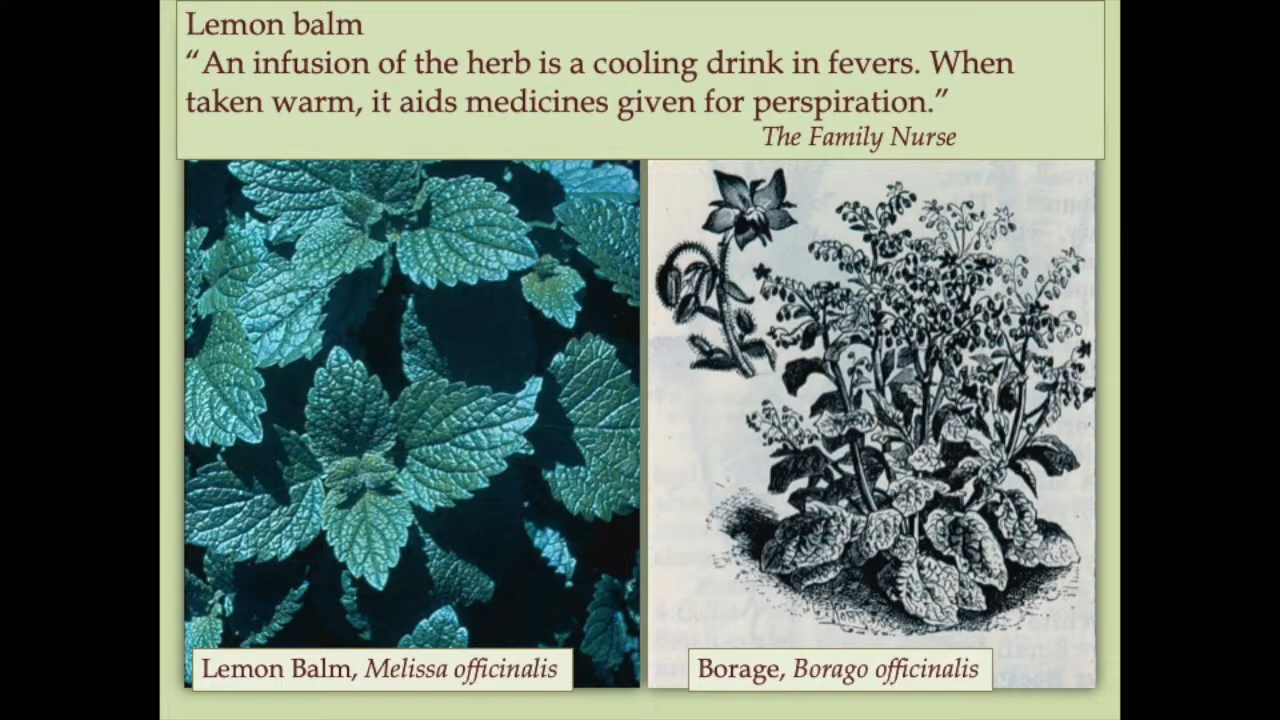 Lemon balm
“An infusion of the herb is a cooling drink in fevers. When
taken warm, it aids medicines given for perspiration.”
The Family Nurse
Lemon Balm, Melissa officinalis
Borage, Borago officinalis